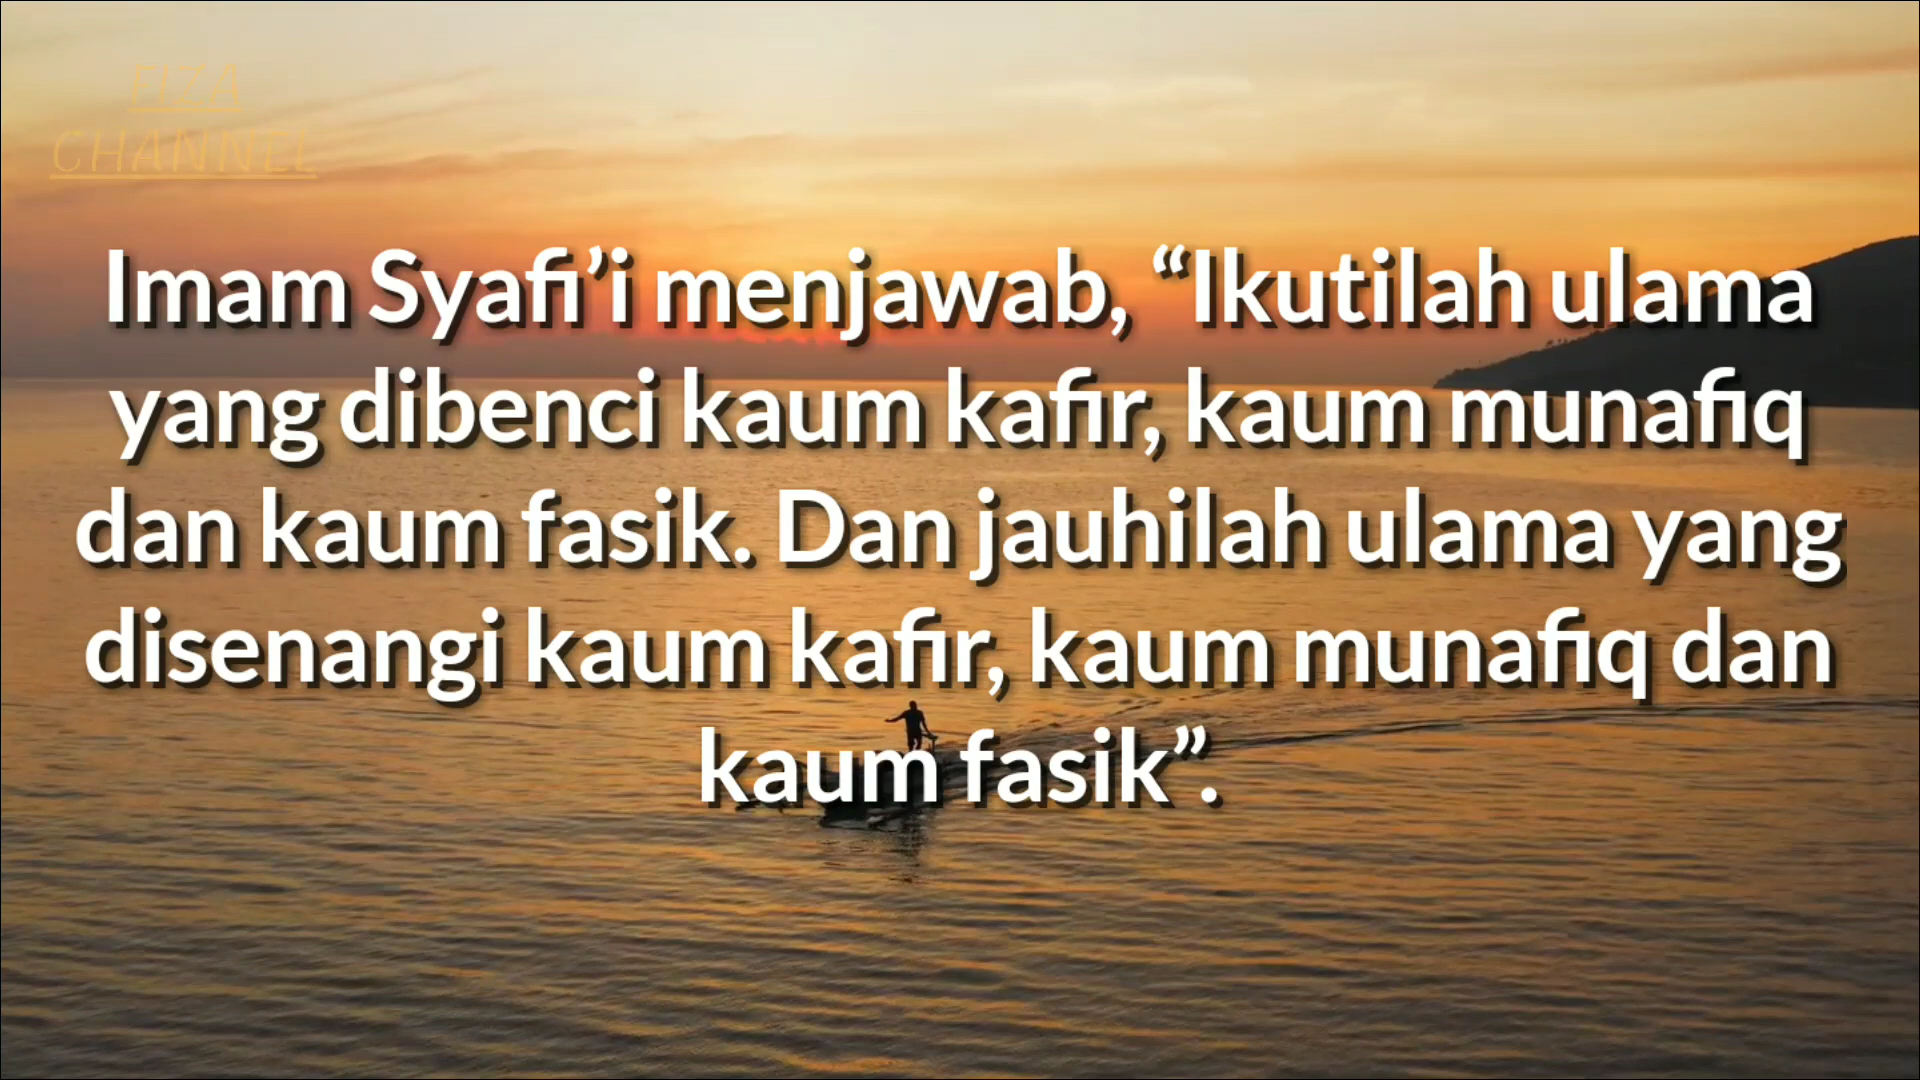 FIZA
CHANNEL
Imam Syafi’i menjawab, “Ikutilah ulama
yang dibenci kaum kafir, kaum munafiq
dan kaum fasik. Dan jauhilah ulama yang
disenangi kaum kafir, kaum munafiq dan
kaum fasik”.